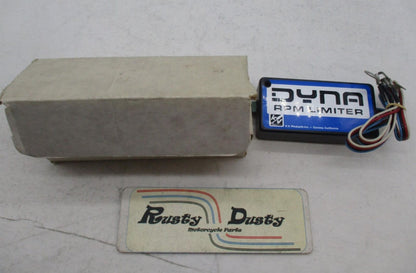 DYNA
RPM LIMITER
Rusty Dusty
Motorcycle Parts